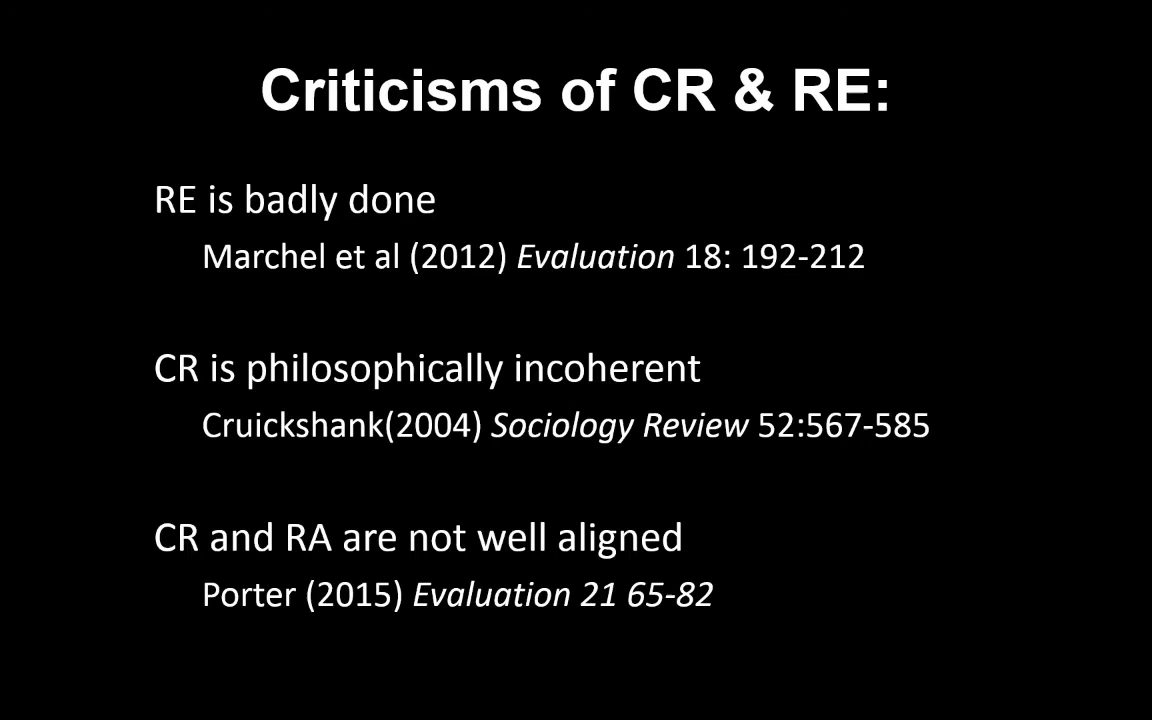 Criticisms of CR & RE:
RE is badly done
Marchel et al (2012) Evaluation 18: 192-212
CR is philosophically incoherent
Cruickshank(2004) Sociology Review 52:567-585
CR and RA are not well aligned
Porter (2015) Evaluation 21 65-82